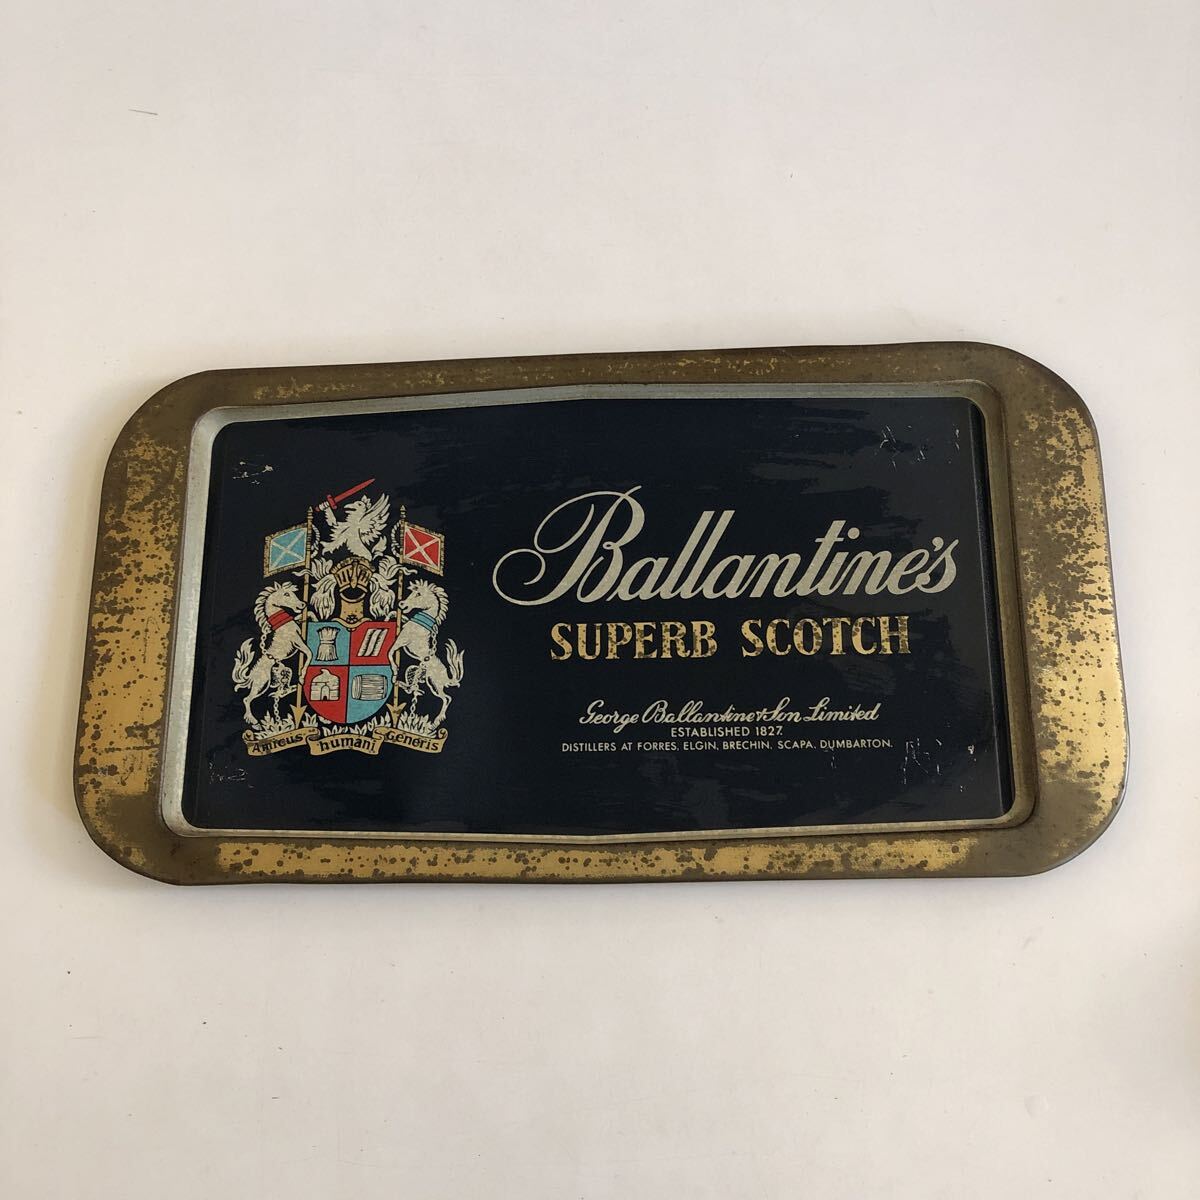 Ballantine's
SUPERB SCOTCH
George Ballantine & Son Limited
ESTABLISHED 1827.
DISTILLERS AT FORRES, ELGIN, BRECHIN, SCAPA, DUMBARTON.
Amicus humani Generis